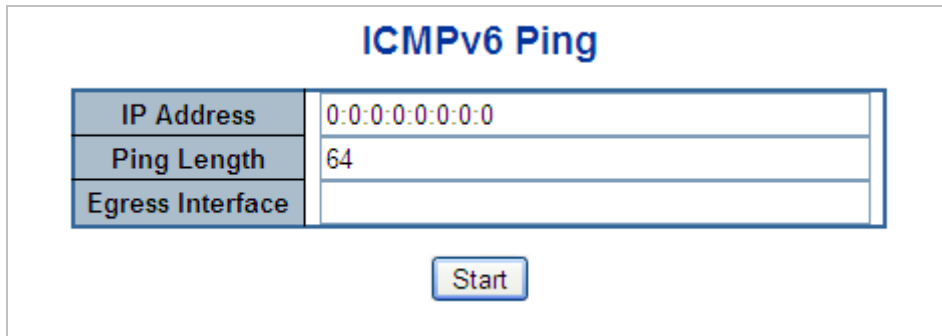 ICMPv6 Ping
IP Address 0:0:0:0:0:0:0:0
Ping Length 64
Egress Interface
Start